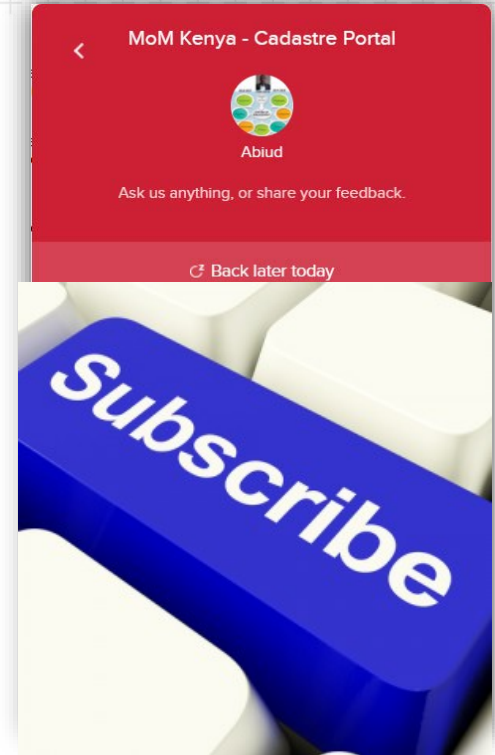 MoM Kenya - Cadastre Portal
Abiud
Ask us anything, or share your feedback.
Back later today
Subscribe